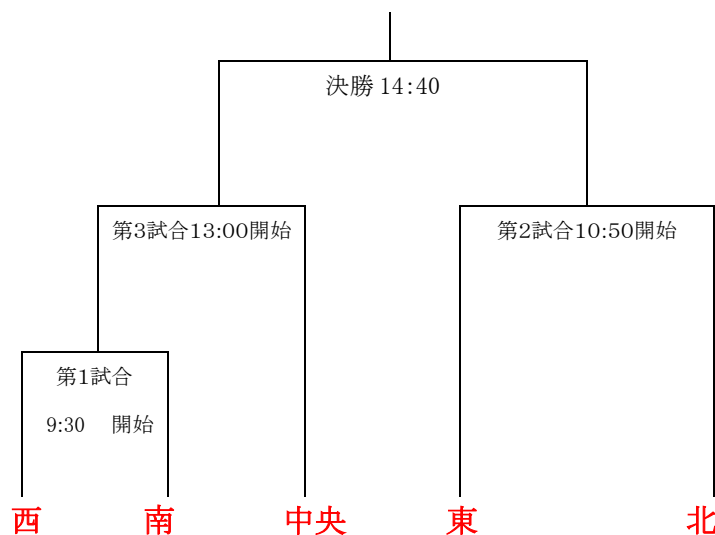 決勝 14:40
第3試合13:00開始
第2試合10:50開始
第1試合
9:30 開始
西 南 中央 東 北